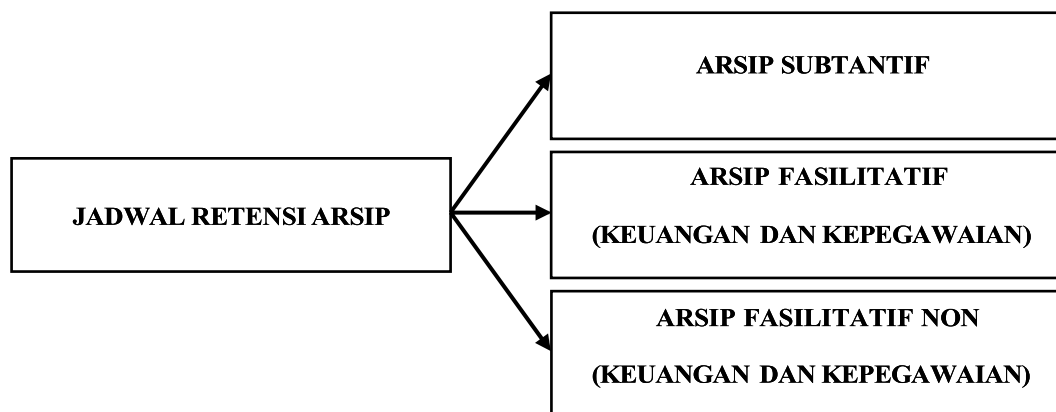 ARSIP SUBTANTIF
JADWAL RETENSI ARSIP
ARSIP FASILITATIF
(KEUANGAN DAN KEPEGAWAIAN)
ARSIP FASILITATIF NON
(KEUANGAN DAN KEPEGAWAIAN)